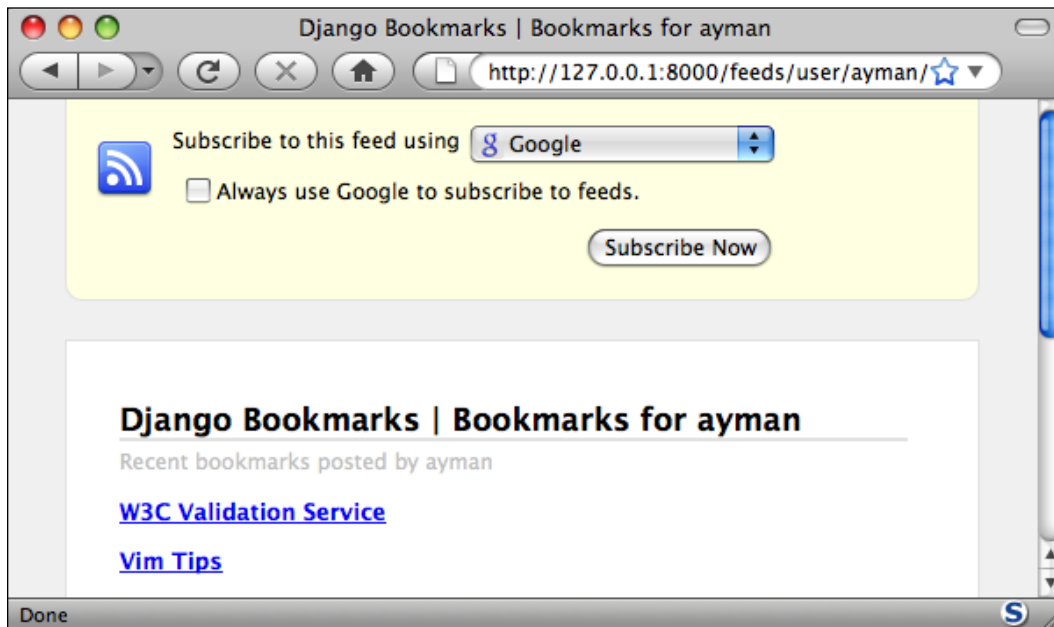 Django Bookmarks | Bookmarks for ayman
http://127.0.0.1:8000/feeds/user/ayman/
Subscribe to this feed using g Google
Always use Google to subscribe to feeds.
Subscribe Now
Django Bookmarks | Bookmarks for ayman
Recent bookmarks posted by ayman
W3C Validation Service
Vim Tips
Done S